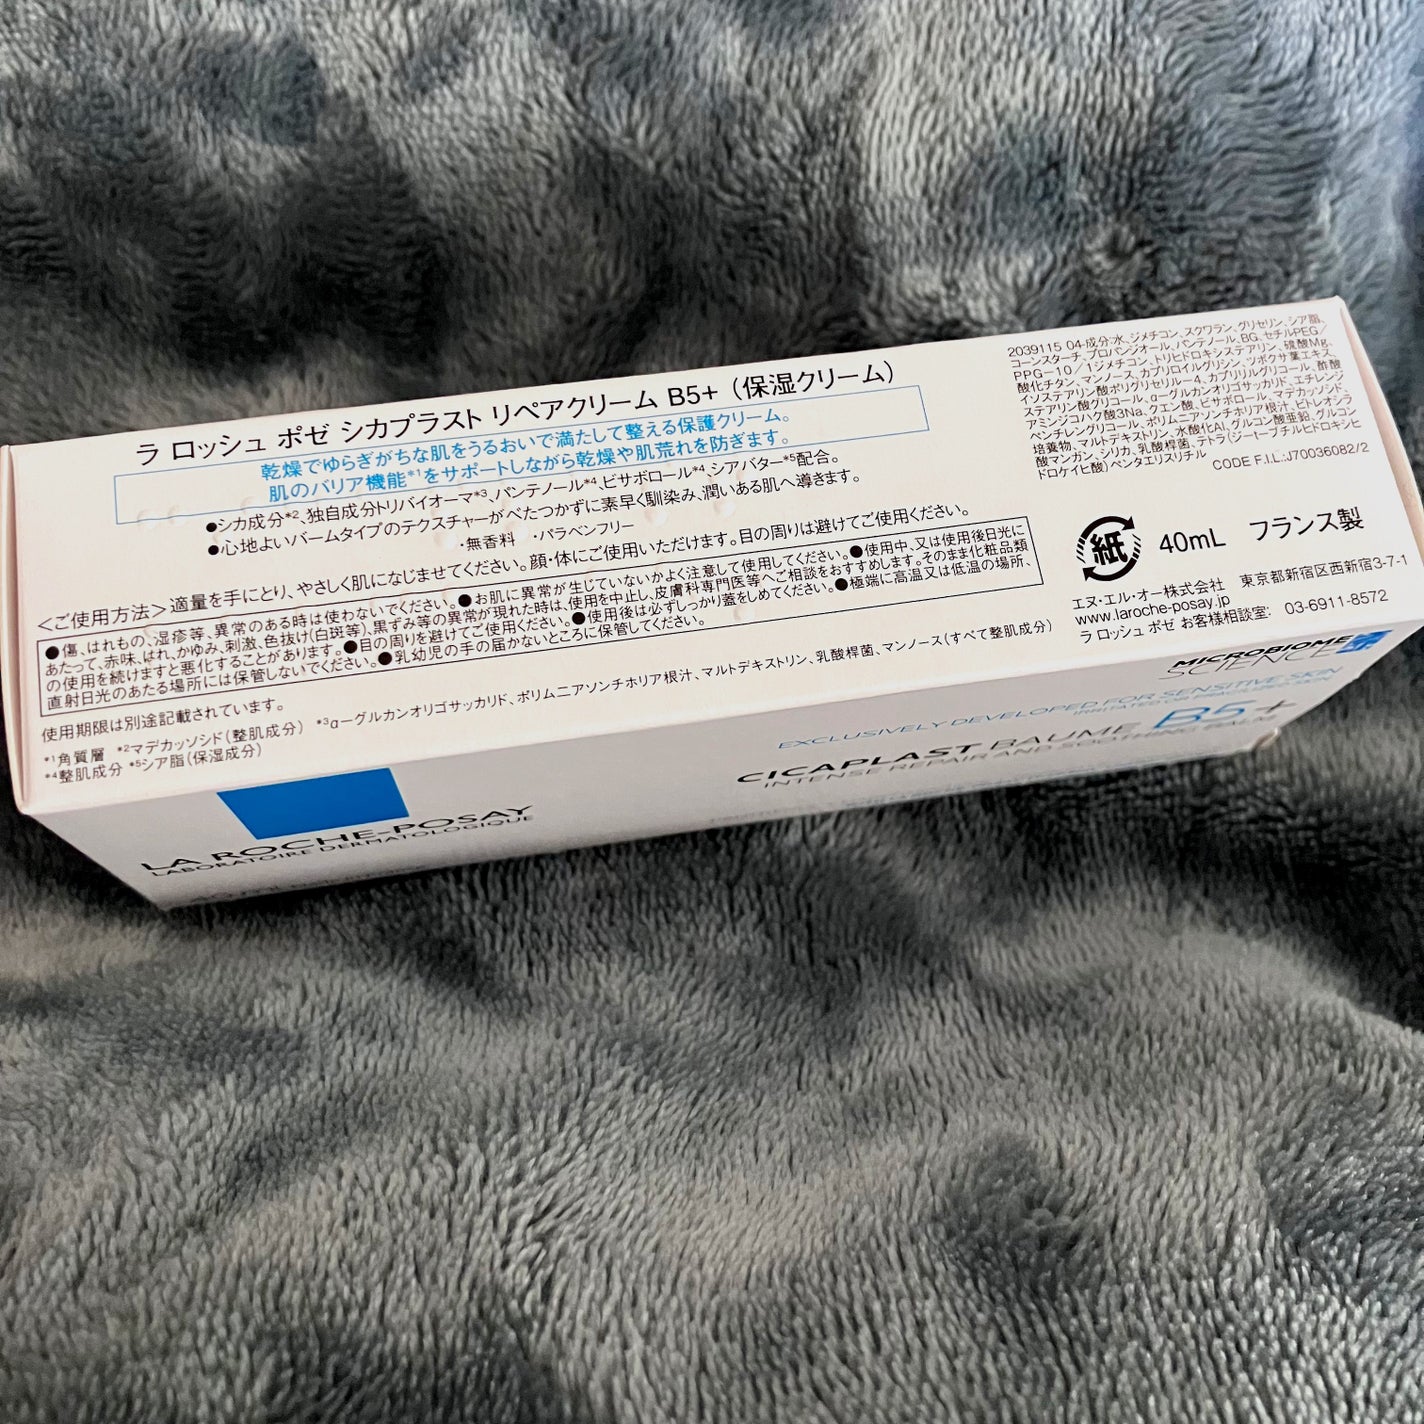 ラ ロッシュ ポゼ シカプラスト リペアクリーム B5+ （保湿クリーム）
乾燥でゆらぎがちな肌をうるおいで満たして整える保護クリーム。
肌のバリア機能*1をサポートしながら乾燥や肌荒れを防ぎます。
●シカ成分*2、独自成分トリバイオーマ*3、パンテノール*4、ビサボロール*4、シアバター*5配合。
●心地よいバームタイプのテクスチャーがべたつかずに素早く馴染み、潤いある肌へ導きます。
・無香料 ・パラベンフリー
＜ご使用方法＞適量を手にとり、やさしく肌になじませてください。顔・体にご使用いただけます。目の周りは避けてご使用ください。
●傷、はれもの、湿疹等、異常のある時は使わないでください。●お肌に異常が生じていないかよく注意して使用してください。●使用中、又は使用後日光に
あたって、赤味、はれ、かゆみ、刺激、色抜け(白斑等)、黒ずみ等の異常が現れた時は、使用を中止し、皮膚科専門医等へご相談をおすすめします。そのまま化粧品類
の使用を続けますと悪化することがあります。●目の周りを避けてご使用ください。●使用後は必ずしっかり蓋をしめてください。●極端に高温又は低温の場所、
直射日光のあたる場所には保管しないでください。●乳幼児の手の届かないところに保管してください。
使用期限は別途記載されています。
*1角質層 *2マデカッソシド（整肌成分） *3α－グルカンオリゴサッカリド、ポリムニアソンチホリア根汁、マルトデキストリン、乳酸桿菌、マンノース(すべて整肌成分)
*4整肌成分 *5シア脂（保湿成分）
2039115 04-成分:水、ジメチコン、スクワラン、グリセリン、シア脂、
コーンスターチ、プロパンジオール、パンテノール、BG、セチルPEG／
PPG－10／1ジメチコン、トリヒドロキシステアリン、硫酸Mg、
酸化チタン、マンノース、カプリロイルグリシン、ツボクサ葉エキス、
イソステアリン酸ポリグリセリル－4、カプリリルグリコール、酢酸
ステアリン酸グリコール、α－グルカンオリゴサッカリド、エチレンジ
アミンジコハク酸3Na、クエン酸、ビサボロール、マデカッソシド、
ペンチレングリコール、ポリムニアソンチホリア根汁、ビトレオシラ
培養物、マルトデキストリン、水酸化Al、グルコン酸亜鉛、グルコン
酸マンガン、シリカ、乳酸桿菌、テトラ(ジ－t－ブチルヒドロキシヒ
ドロケイヒ酸)ペンタエリスリチル
CODE F.I.L.:J70036082/2
紙 40mL フランス製
エヌ・エル・オー株式会社 東京都新宿区西新宿3-7-1
www.laroche-posay.jp
ラ ロッシュ ポゼ お客様相談室: 03-6911-8572
MICROBIOME
SCIENCE
EXCLUSIVELY DEVELOPED FOR SENSITIVE SKIN
CICAPLAST BAUME B5+
INTENSE REPAIR AND SOOTHING BALM
LA ROCHE-POSAY
LABORATOIRE DERMATOLOGIQUE